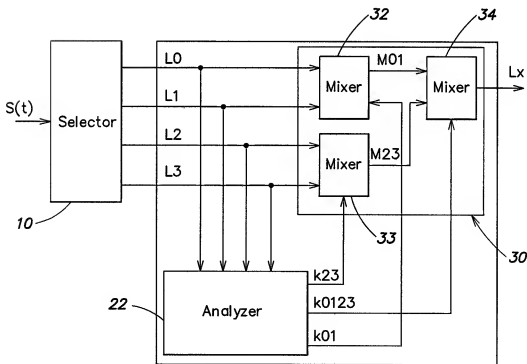 32
34
L0
M01
Lx
Mixer
Mixer
L1
S(t)
Selector
L2
Mixer
M23
L3
10
33
30
22
Analyzer
k23
k0123
k01